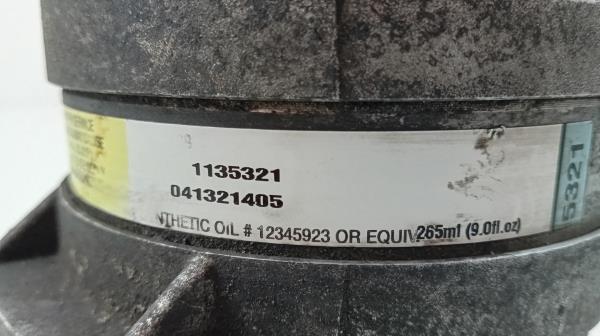 1135321
041321405
NTHETIC OIL # 12345923 OR EQUIV 265ml (9.0fl.oz)
5321